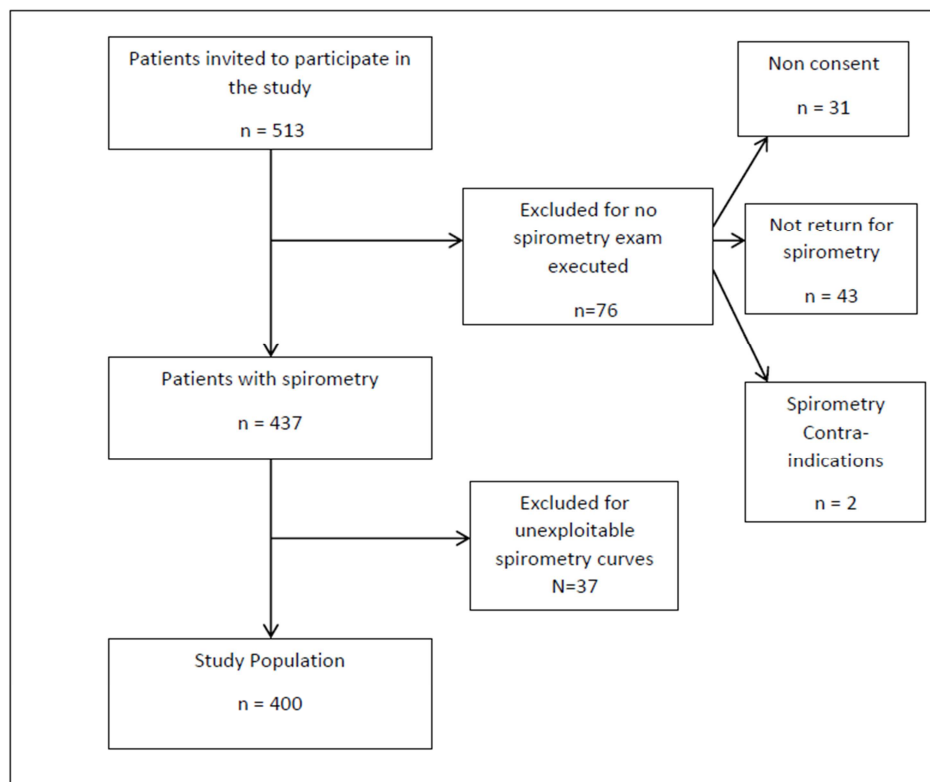 Patients invited to participate in
the study
n = 513
Non consent
n = 31
Excluded for no
spirometry exam
executed
n=76
Not return for
spirometry
n = 43
Patients with spirometry
n = 437
Spirometry
Contra-
indications
n = 2
Excluded for
unexploitable
spirometry curves
N=37
Study Population
n = 400